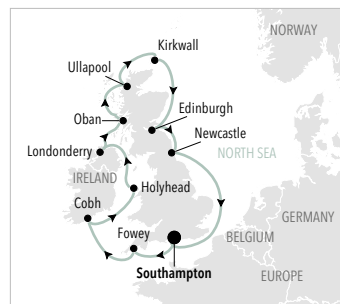 NORWAY
Kirkwall
Ullapool
Edinburgh
Oban
Newcastle
Londonderry
NORTH SEA
IRELAND
Holyhead
Cobh
GERMANY
Fowey
BELGIUM
Southampton
EUROPE